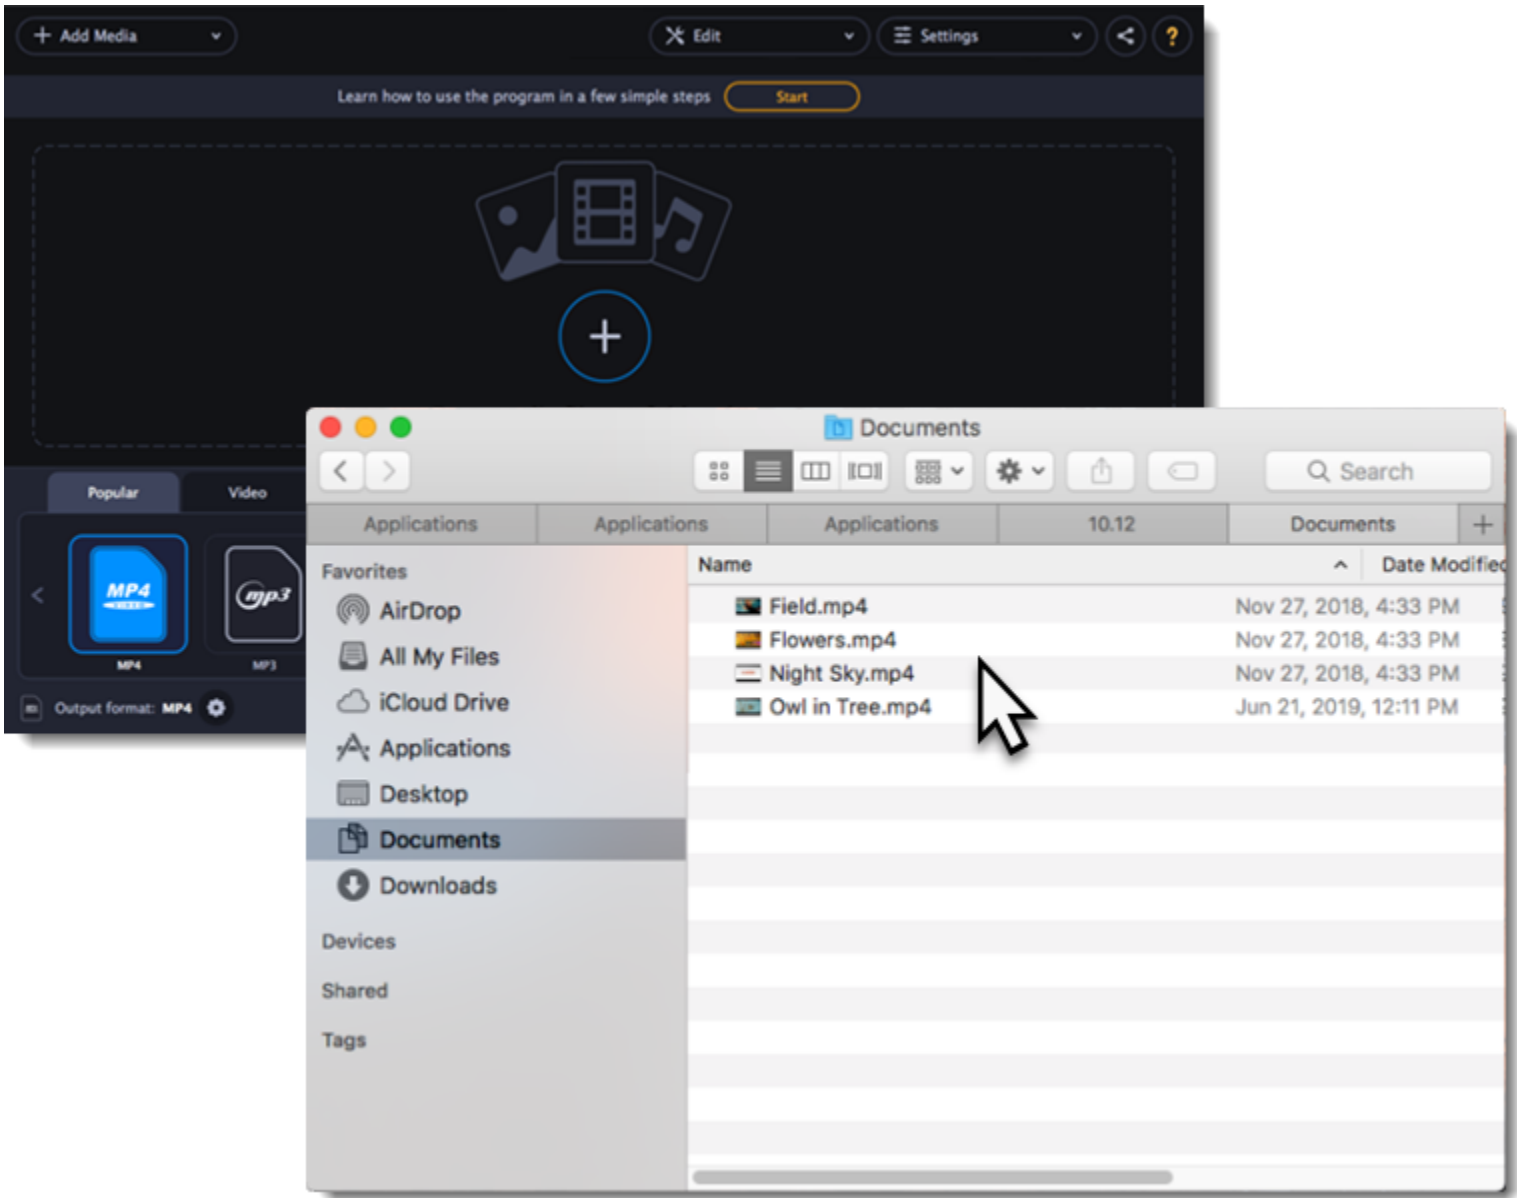 Add Media
Edit
Settings
?
Learn how to use the program in a few simple steps
Start
Popular
Video
MP4
VIDEO
mp3
MP4
MP3
Output format: MP4
Documents
Search
Applications
Applications
Applications
10.12
Documents
Favorites
AirDrop
All My Files
iCloud Drive
Applications
Desktop
Documents
Downloads
Devices
Shared
Tags
Name
Date Modified
Field.mp4 Nov 27, 2018, 4:33 PM
Flowers.mp4 Nov 27, 2018, 4:33 PM
Night Sky.mp4 Nov 27, 2018, 4:33 PM
Owl in Tree.mp4 Jun 21, 2019, 12:11 PM